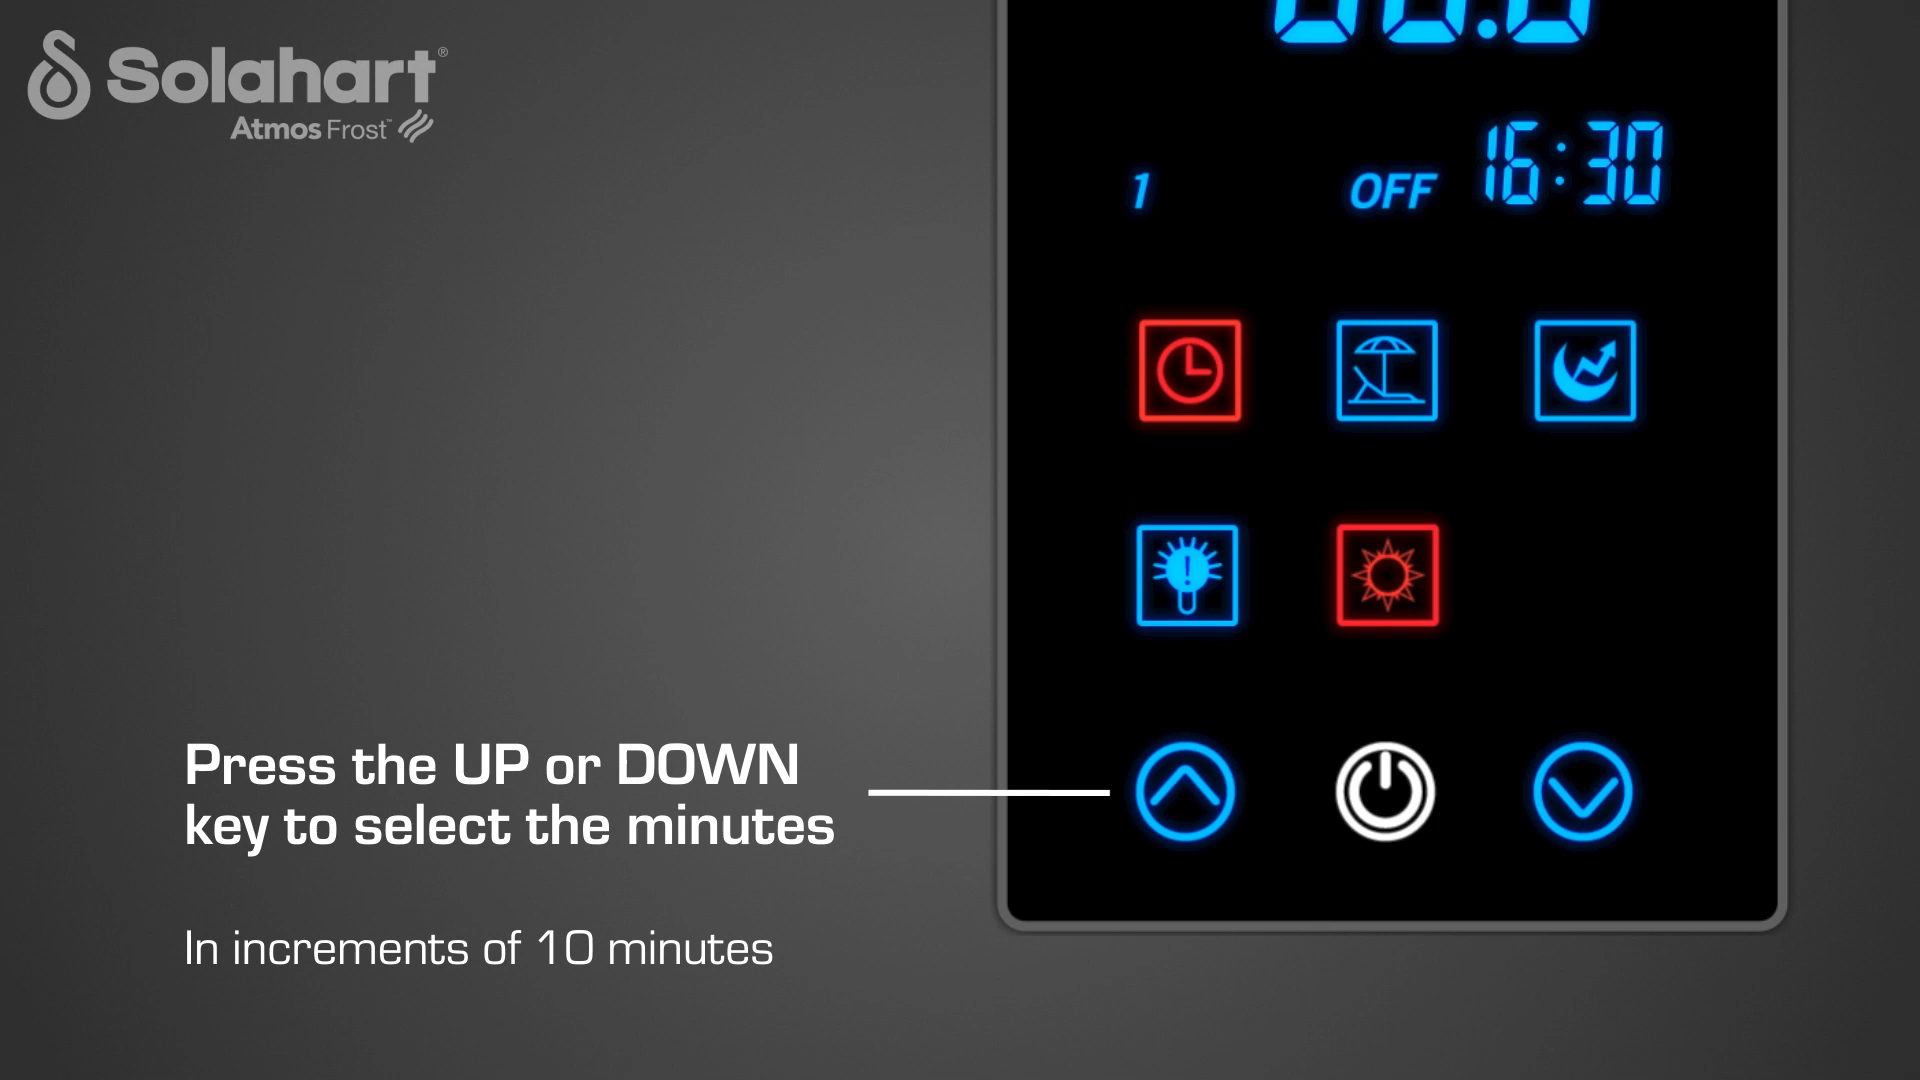 Solahart®
Atmos Frost™
1 OFF 16:30
Press the UP or DOWN
key to select the minutes
In increments of 10 minutes